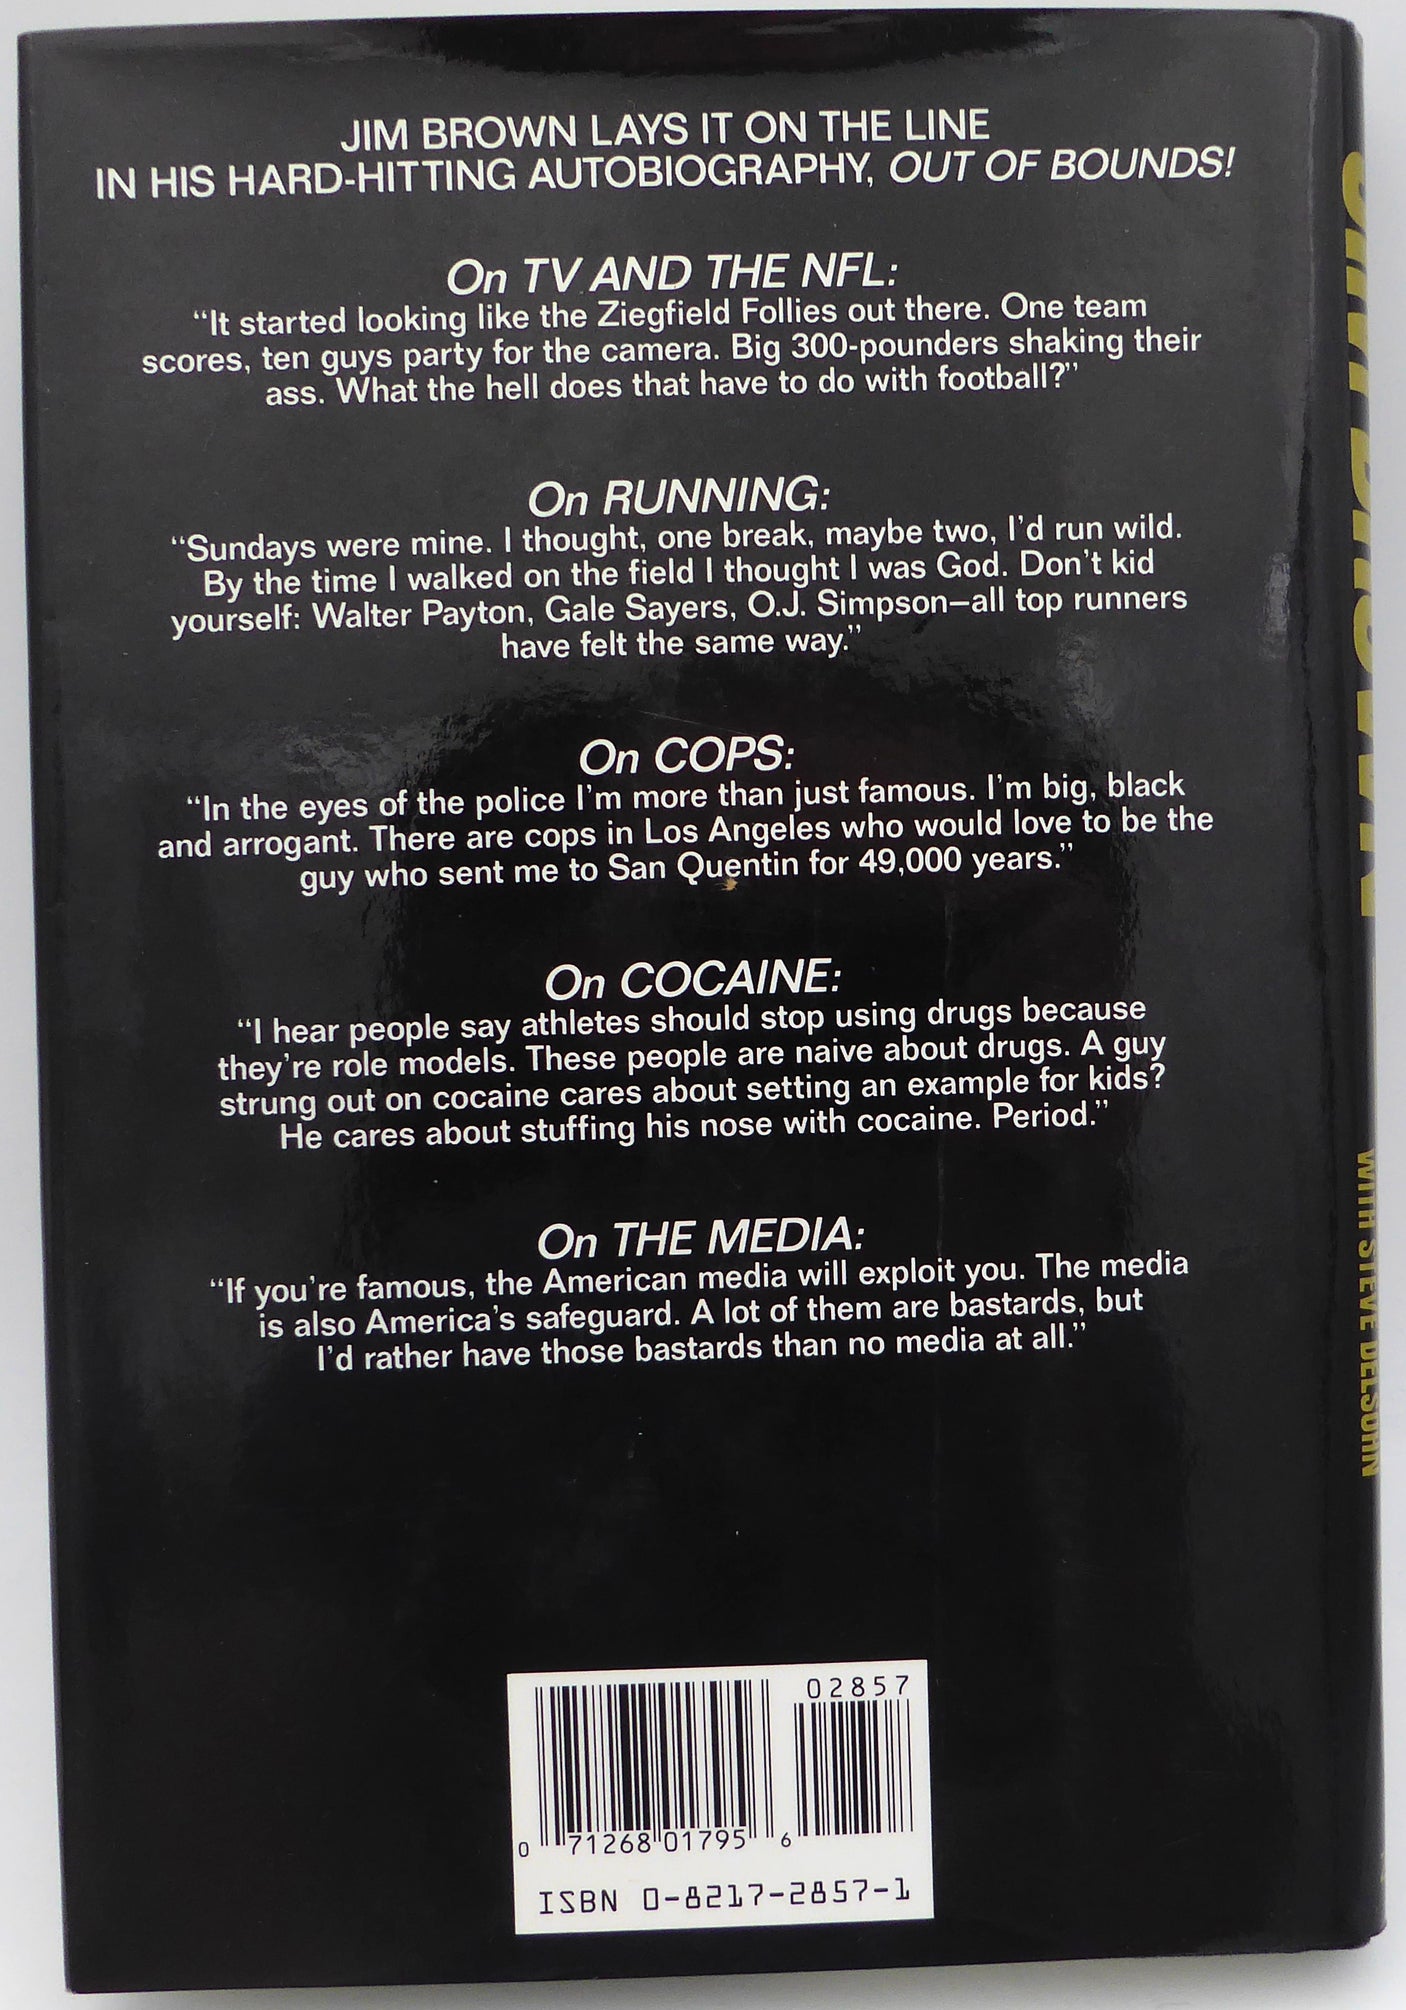 JIM BROWN LAYS IT ON THE LINE
IN HIS HARD-HITTING AUTOBIOGRAPHY, OUT OF BOUNDS!
On TV AND THE NFL:
“It started looking like the Ziegfield Follies out there. One team
scores, ten guys party for the camera. Big 300-pounders shaking their
ass. What the hell does that have to do with football?”
On RUNNING:
“Sundays were mine. I thought, one break, maybe two, I’d run wild.
By the time I walked on the field I thought I was God. Don’t kid
yourself: Walter Payton, Gale Sayers, O.J. Simpson—all top runners
have felt the same way.”
On COPS:
“In the eyes of the police I’m more than just famous. I’m big, black
and arrogant. There are cops in Los Angeles who would love to be the
guy who sent me to San Quentin for 49,000 years.”
On COCAINE:
“I hear people say athletes should stop using drugs because
they’re role models. These people are naive about drugs. A guy
strung out on cocaine cares about setting an example for kids?
He cares about stuffing his nose with cocaine. Period.”
On THE MEDIA:
“If you’re famous, the American media will exploit you. The media
is also America’s safeguard. A lot of them are bastards, but
I’d rather have those bastards than no media at all.”
02857
0 71268 01795 6
ISBN 0-8217-2857-1
JIM BROWN
WITH STEVE DELSOHN